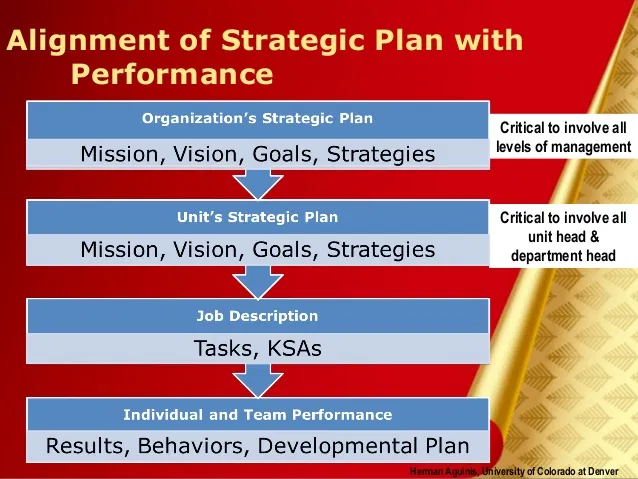 Alignment of Strategic Plan with
Performance
Organization's Strategic Plan
Mission, Vision, Goals, Strategies
Critical to involve all
levels of management
Unit's Strategic Plan
Mission, Vision, Goals, Strategies
Critical to involve all
unit head &
department head
Job Description
Tasks, KSAs
Individual and Team Performance
Results, Behaviors, Developmental Plan
Herman Aguinis, University of Colorado at Denver